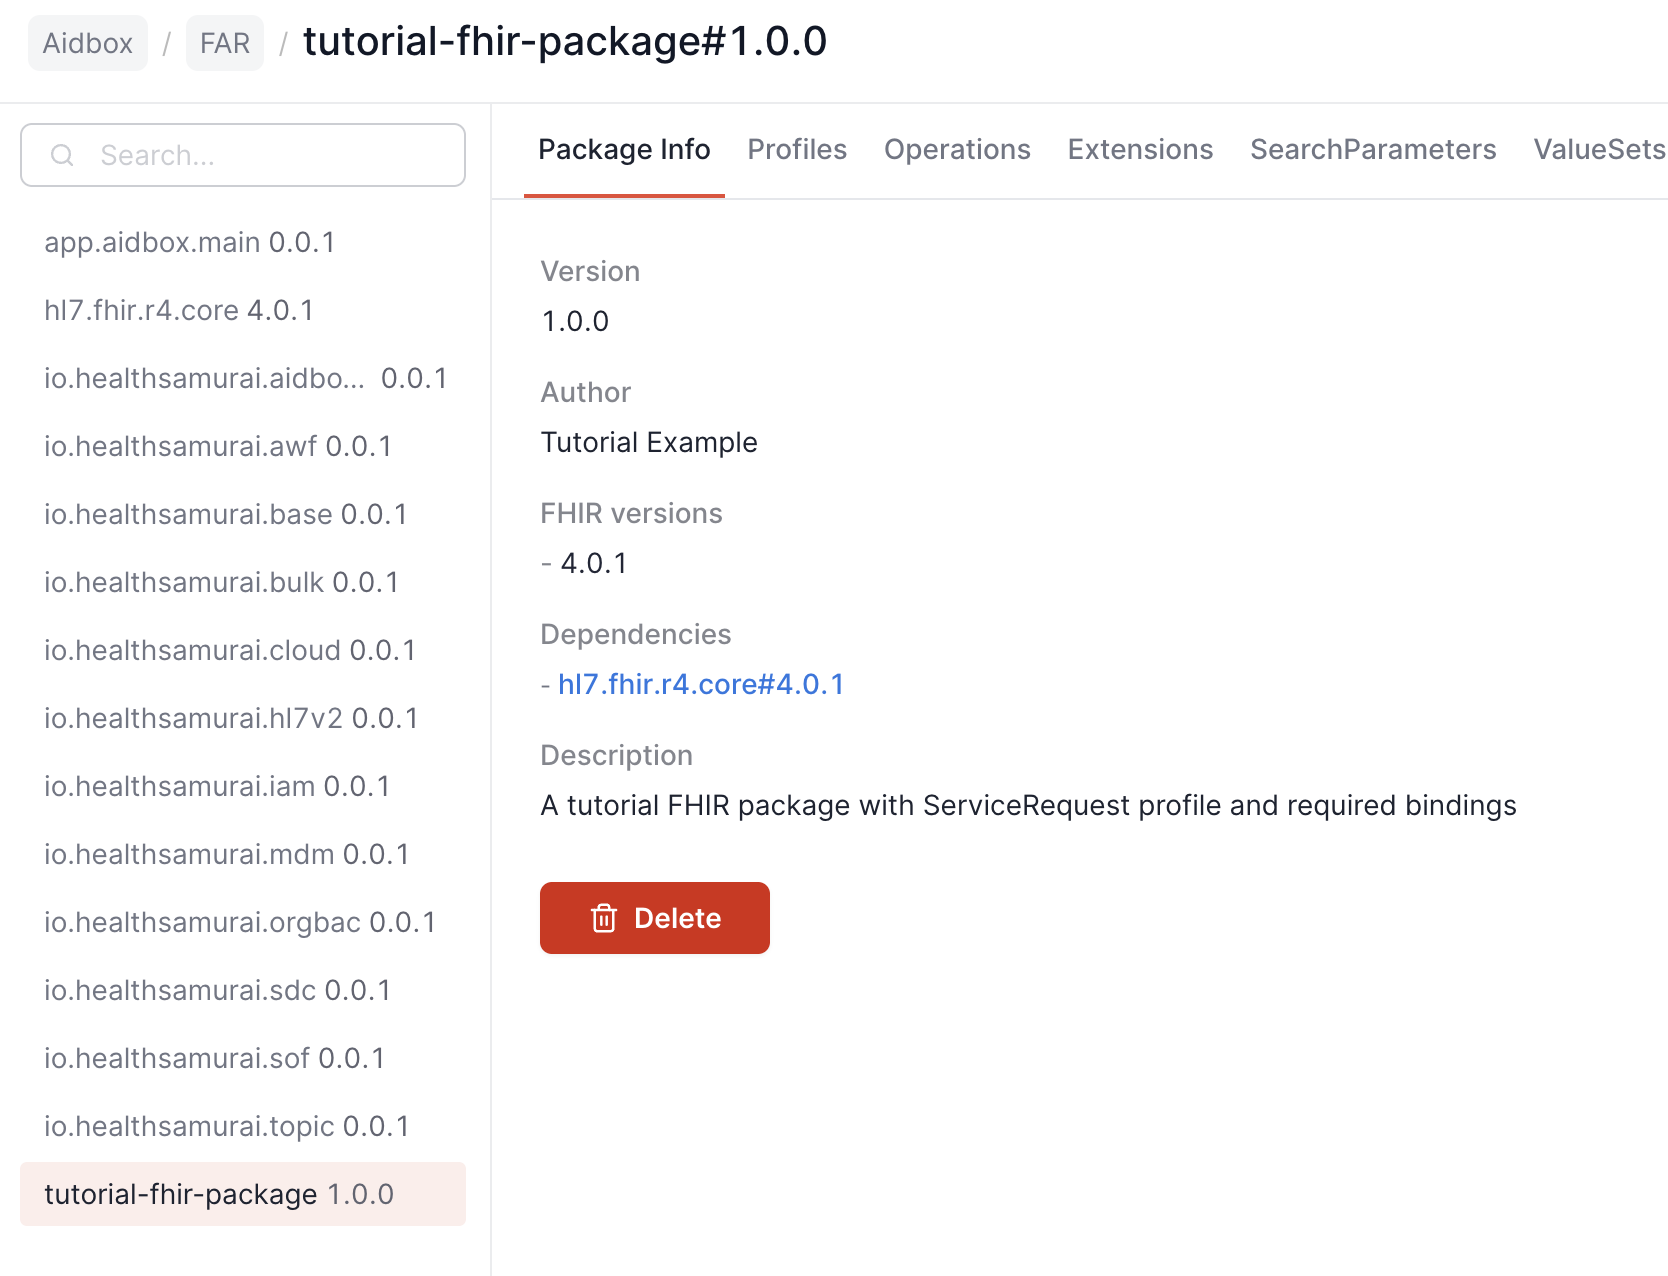 Aidbox / FAR / tutorial-fhir-package#1.0.0
Search...
app.aidbox.main 0.0.1
hl7.fhir.r4.core 4.0.1
io.healthsamurai.aidbo... 0.0.1
io.healthsamurai.awf 0.0.1
io.healthsamurai.base 0.0.1
io.healthsamurai.bulk 0.0.1
io.healthsamurai.cloud 0.0.1
io.healthsamurai.hl7v2 0.0.1
io.healthsamurai.iam 0.0.1
io.healthsamurai.mdm 0.0.1
io.healthsamurai.orgbac 0.0.1
io.healthsamurai.sdc 0.0.1
io.healthsamurai.sof 0.0.1
io.healthsamurai.topic 0.0.1
tutorial-fhir-package 1.0.0
Package Info Profiles Operations Extensions SearchParameters ValueSets
Version
1.0.0
Author
Tutorial Example
FHIR versions
- 4.0.1
Dependencies
- hl7.fhir.r4.core#4.0.1
Description
A tutorial FHIR package with ServiceRequest profile and required bindings
Delete